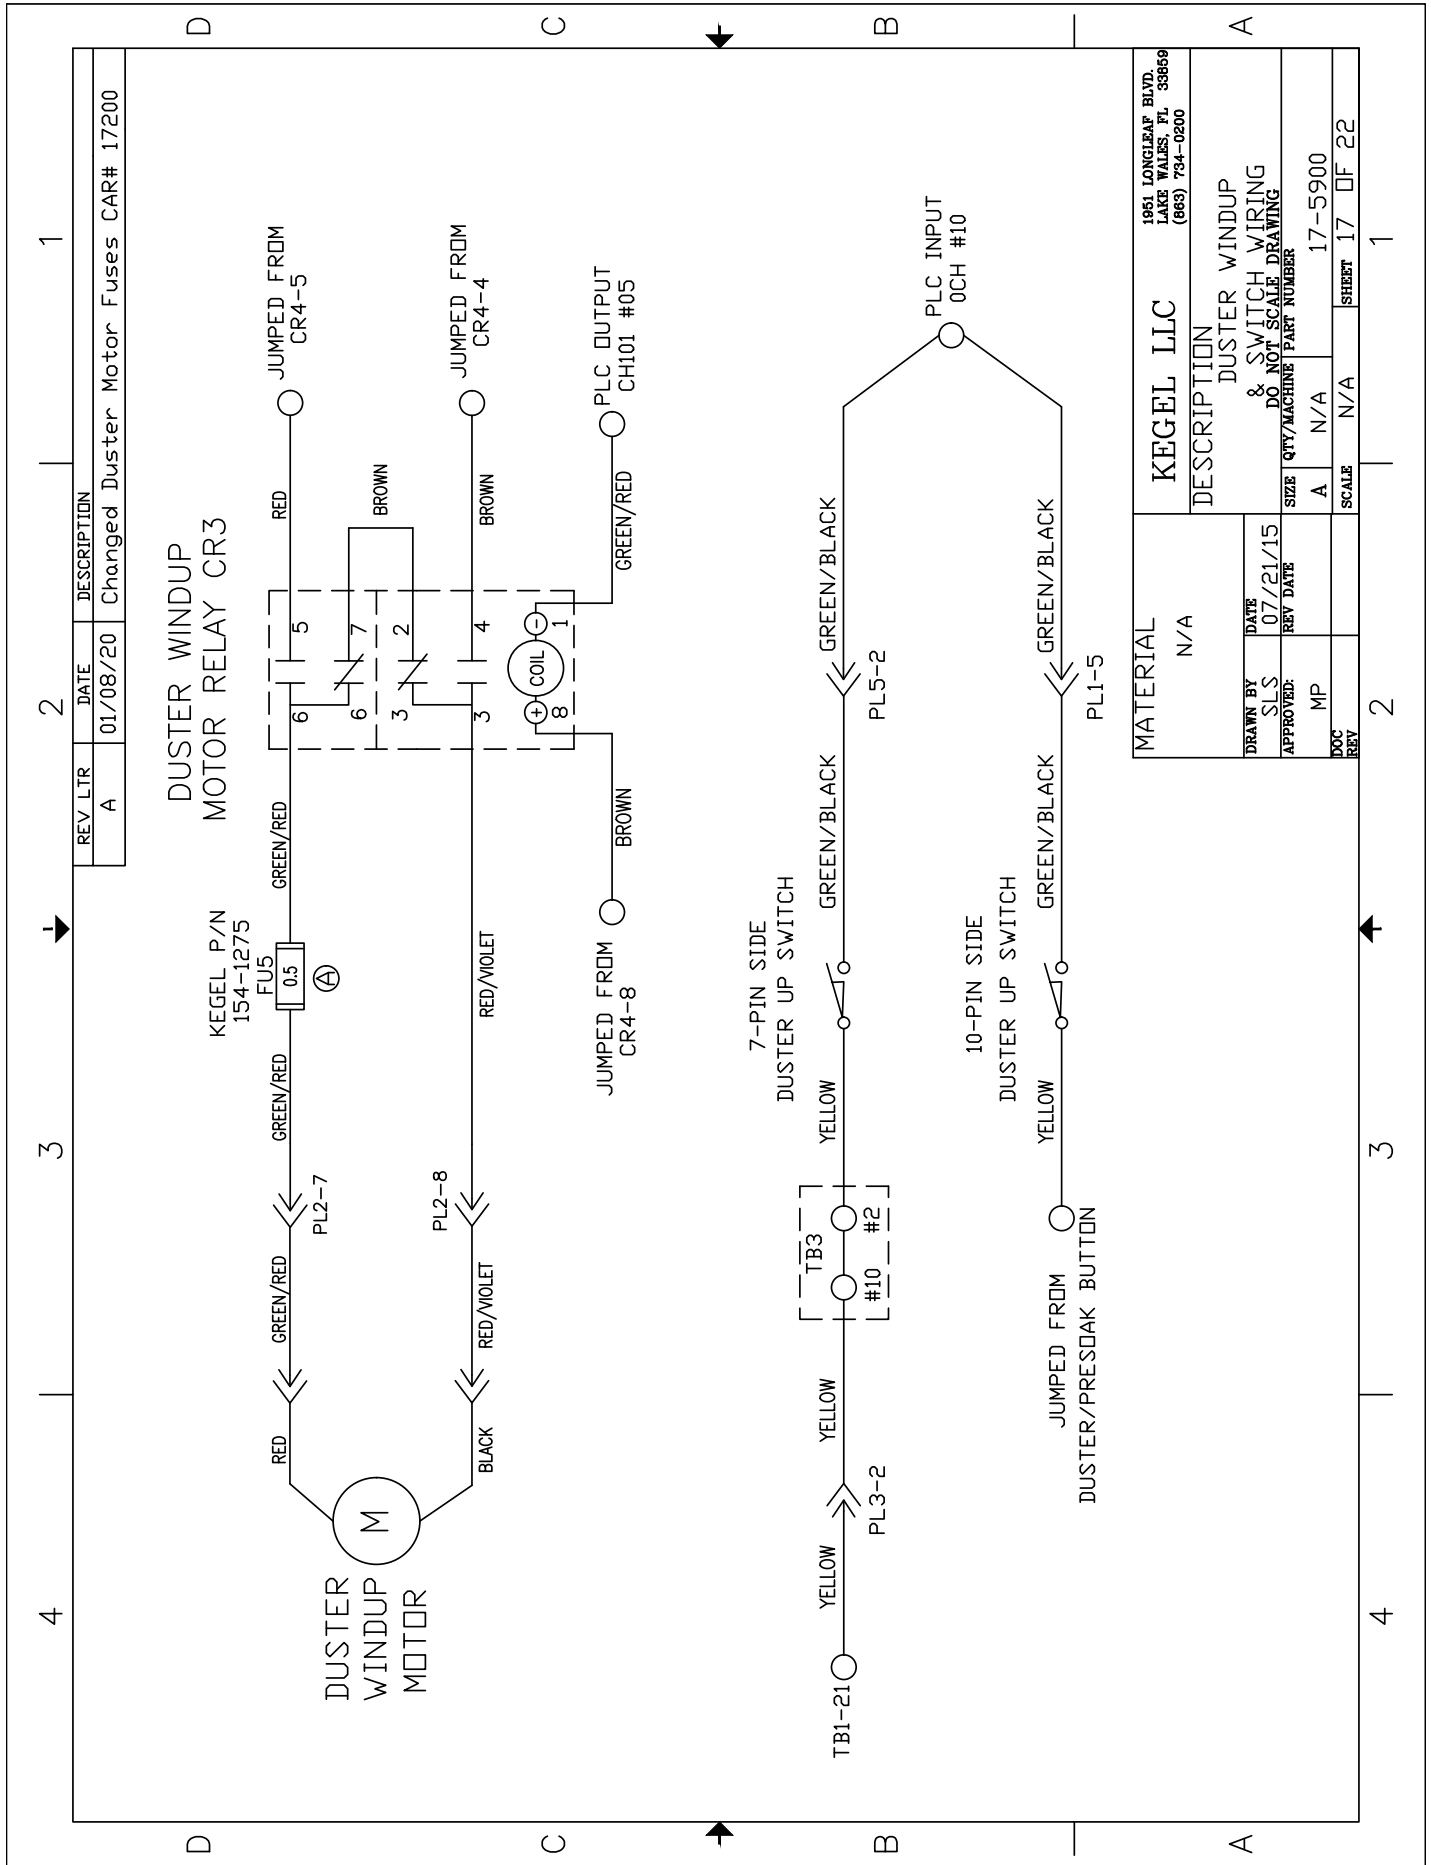 4
3
2
1
D
C
B
A
REV LTR DATE DESCRIPTION
A 01/08/20 Changed Duster Motor Fuses CAR# 17200
DUSTER WINDUP
MOTOR RELAY CR3
KEGEL P/N
154-1275
FU5
0.5
A
DUSTER
WINDUP
MOTOR
M
RED
GREEN/RED
PL2-7
GREEN/RED
GREEN/RED
6
5
RED
JUMPED FROM
CR4-5
6
7
BROWN
3
2
BLACK
RED/VIOLET
PL2-8
RED/VIOLET
3
4
BROWN
JUMPED FROM
CR4-4
COIL
+
-
8
1
JUMPED FROM
CR4-8
BROWN
GREEN/RED
PLC OUTPUT
CH101 #05
7-PIN SIDE
DUSTER UP SWITCH
TB1-21
YELLOW
PL3-2
YELLOW
TB3
#10
#2
YELLOW
GREEN/BLACK
PL5-2
GREEN/BLACK
PLC INPUT
0CH #10
10-PIN SIDE
DUSTER UP SWITCH
JUMPED FROM
DUSTER/PRESOAK BUTTON
YELLOW
GREEN/BLACK
PL1-5
GREEN/BLACK
MATERIAL
N/A
DRAWN BY
SLS
DATE
07/21/15
APPROVED:
MP
REV DATE
DOC
REV
KEGEL LLC
1951 LONGLEAF BLVD.
LAKE WALES, FL 33859
(863) 734-0200
DESCRIPTION
DUSTER WINDUP
& SWITCH WIRING
DO NOT SCALE DRAWING
SIZE
A
QTY/MACHINE
N/A
PART NUMBER
17-5900
SCALE
N/A
SHEET 17 OF 22
D
C
B
A
4
3
2
1